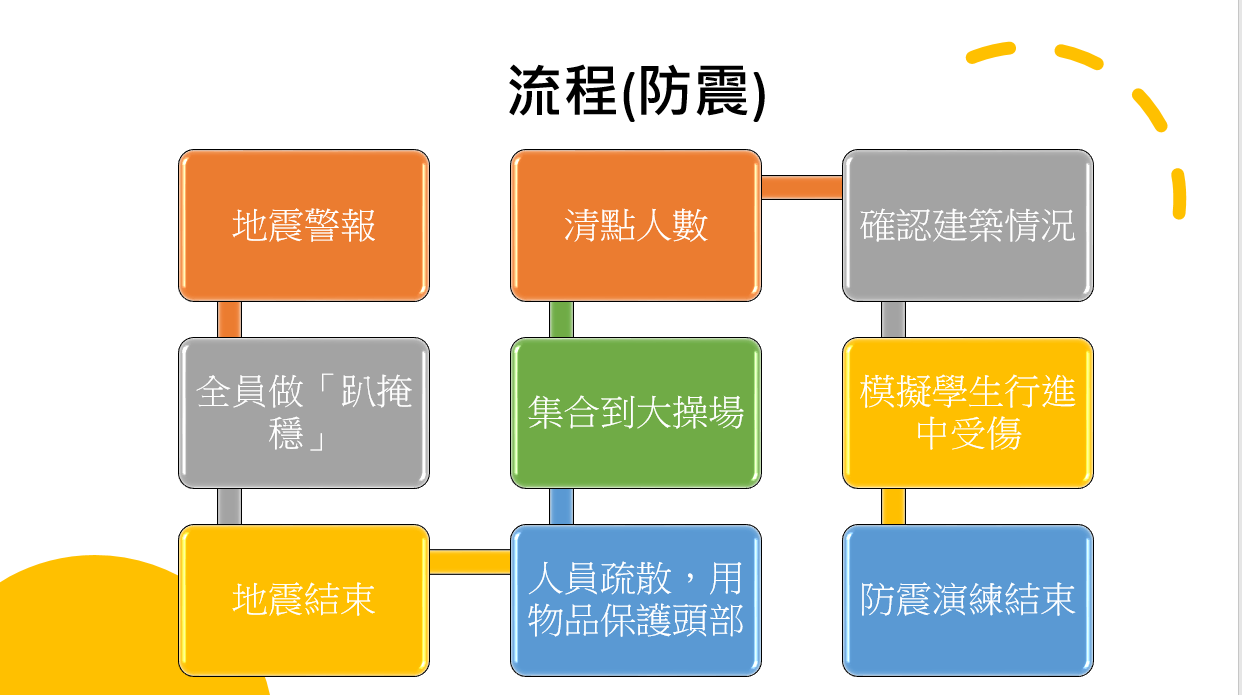 流程(防震)
地震警報
全員做「趴掩
穩」
地震結束
人員疏散，用
物品保護頭部
集合到大操場
清點人數
確認建築情況
模擬學生行進
中受傷
防震演練結束